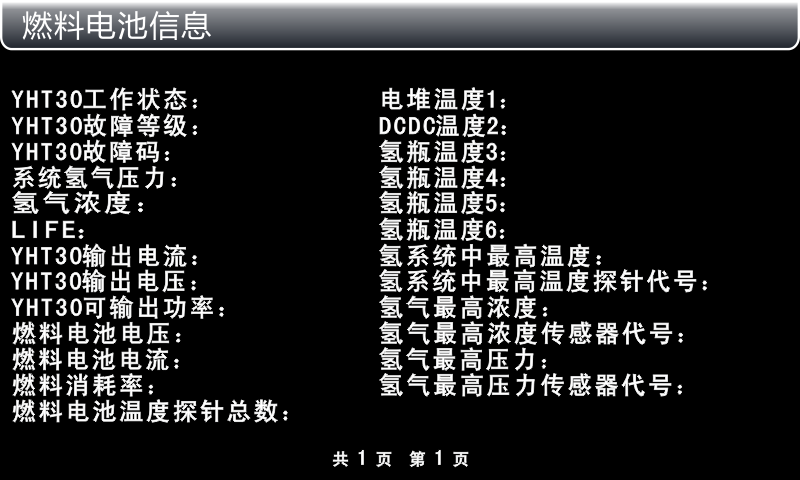 燃料电池信息
YHT30工作状态：
YHT30故障等级：
YHT30故障码：
系统氢气压力：
氢气浓度：
LIFE：
YHT30输出电流：
YHT30输出电压：
YHT30可输出功率：
燃料电池电压：
燃料电池电流：
燃料消耗率：
燃料电池温度探针总数：
电堆温度1：
DCDC温度2：
氢瓶温度3：
氢瓶温度4：
氢瓶温度5：
氢瓶温度6：
氢系统中最高温度：
氢系统中最高温度探针代号：
氢气最高浓度：
氢气最高浓度传感器代号：
氢气最高压力：
氢气最高压力传感器代号：
共 1 页 第 1 页